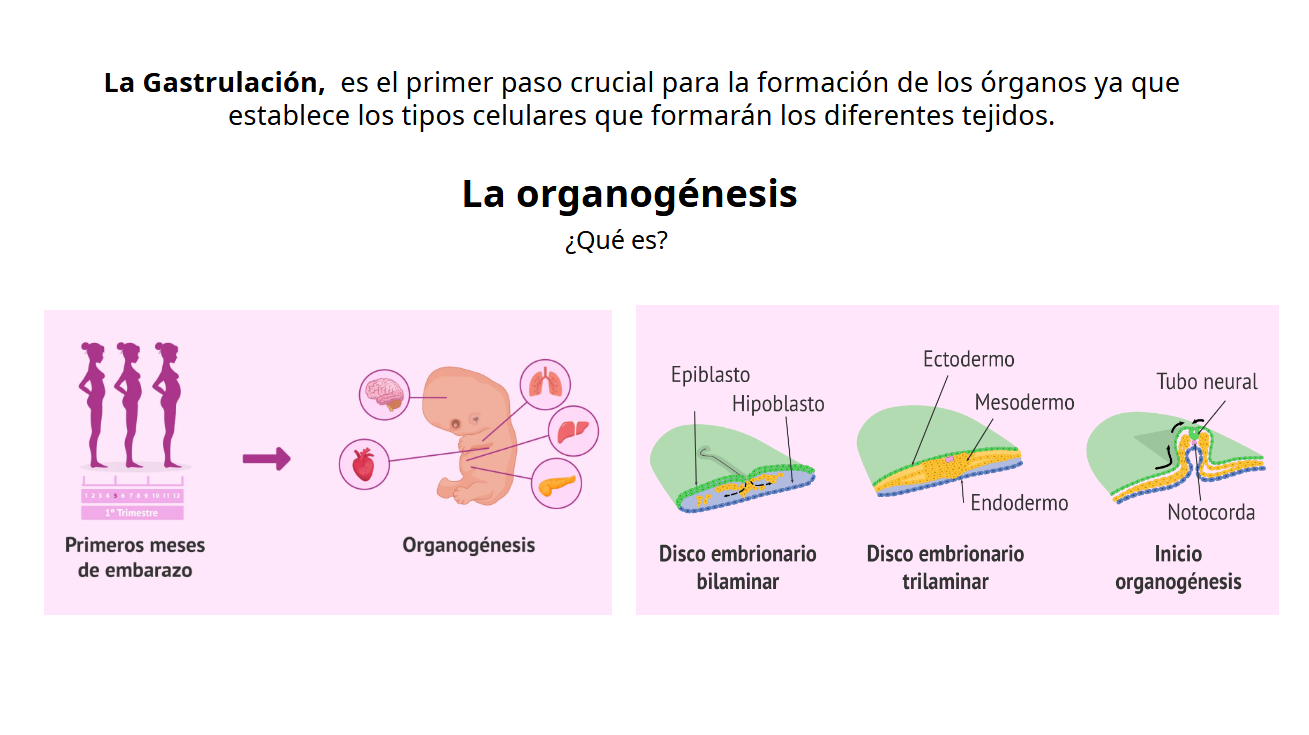 La Gastrulación, es el primer paso crucial para la formación de los órganos ya que
establece los tipos celulares que formarán los diferentes tejidos.
La organogénesis
¿Qué es?
1 2 3 4 5 6 7 8 9 10 11 12
1º Trimestre
Primeros meses
de embarazo
Organogénesis
Epiblasto
Hipoblasto
Disco embrionario
bilaminar
Ectodermo
Mesodermo
Endodermo
Disco embrionario
trilaminar
Tubo neural
Notocorda
Inicio
organogénesis